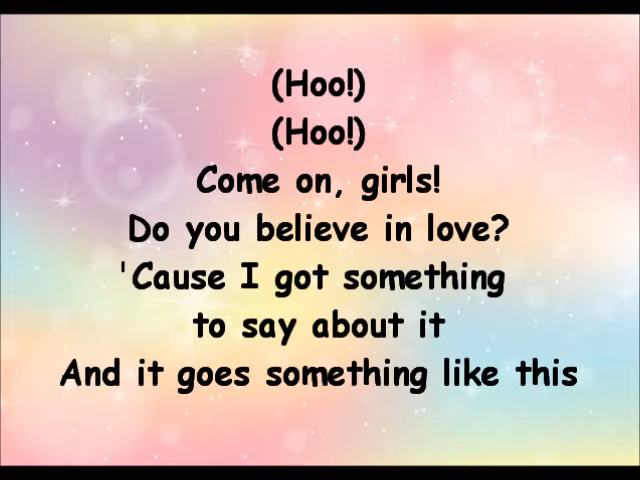 (Hoo!)
(Hoo!)
Come on, girls!
Do you believe in love?
'Cause I got something
to say about it
And it goes something like this